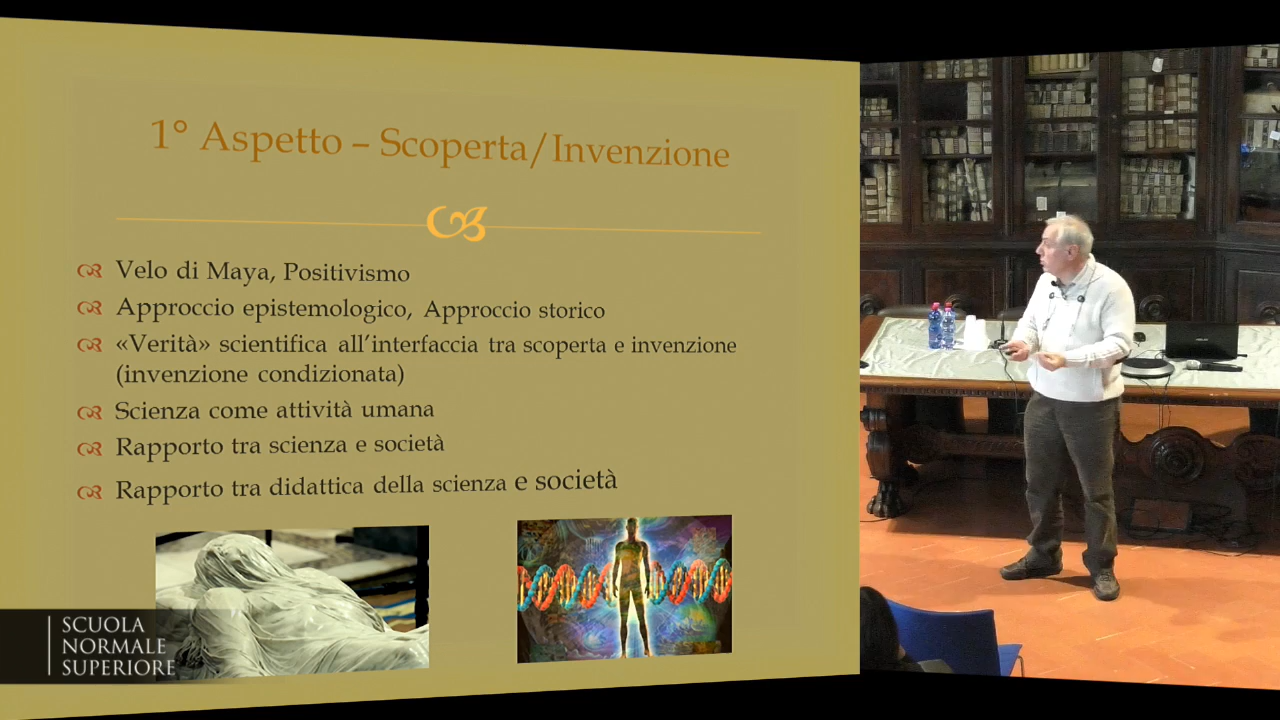 1° Aspetto – Scoperta/Invenzione
Velo di Maya, Positivismo
Approccio epistemologico, Approccio storico
«Verità» scientifica all'interfaccia tra scoperta e invenzione
(invenzione condizionata)
Scienza come attività umana
Rapporto tra scienza e società
Rapporto tra didattica della scienza e società
SCUOLA
NORMALE
SUPERIORE